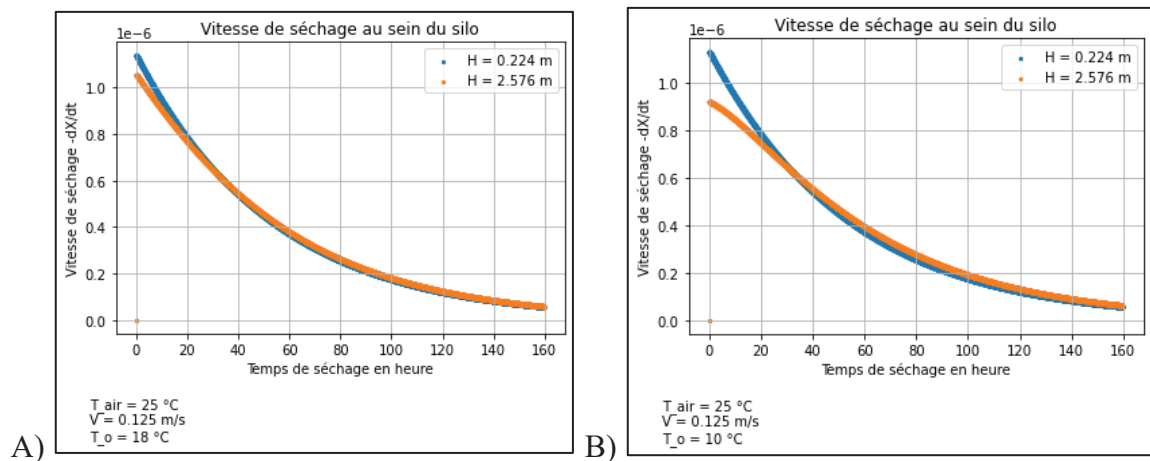 Vitesse de séchage au sein du silo
1e−6
H = 0.224 m
H = 2.576 m
1.0
0.8
0.6
0.4
0.2
0.0
Vitesse de séchage -dX/dt
0 20 40 60 80 100 120 140 160
Temps de séchage en heure
T_air = 25 °C
V = 0.125 m/s
T_o = 18 °C
A)
Vitesse de séchage au sein du silo
1e−6
H = 0.224 m
H = 2.576 m
1.0
0.8
0.6
0.4
0.2
0.0
Vitesse de séchage -dX/dt
0 20 40 60 80 100 120 140 160
Temps de séchage en heure
T_air = 25 °C
V = 0.125 m/s
T_o = 10 °C
B)